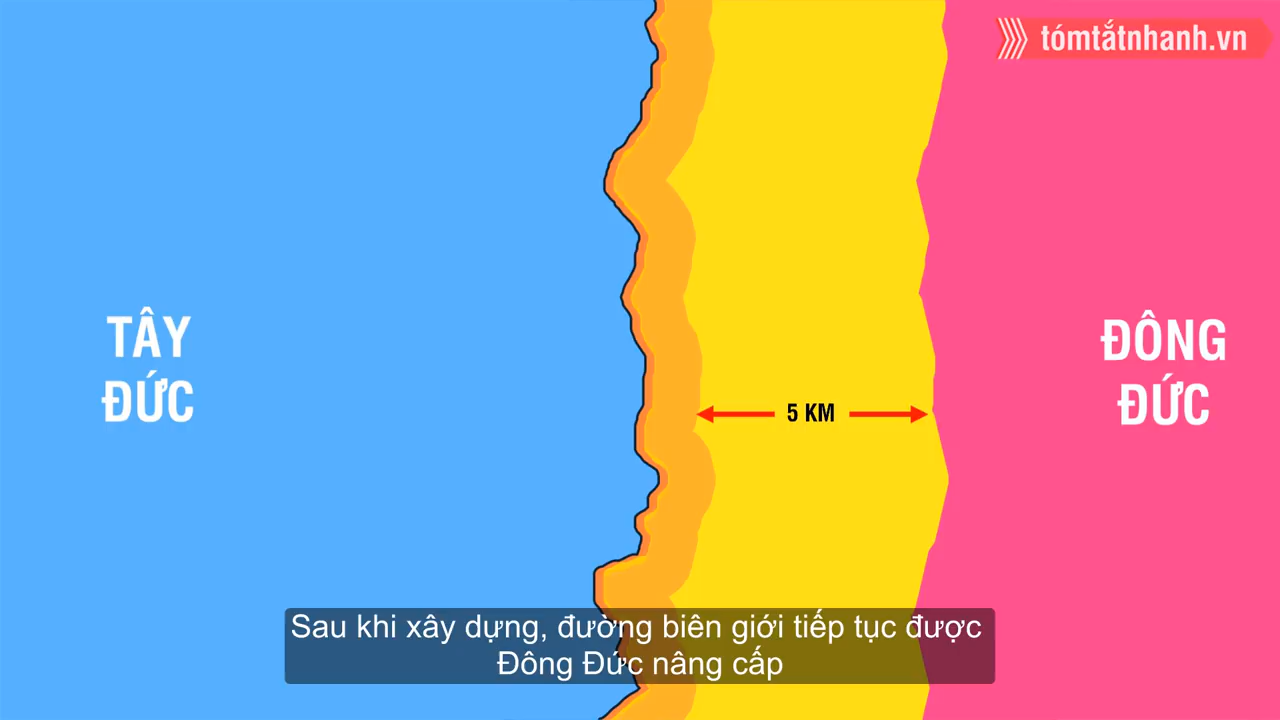 tómtắtnhanh.vn
TÂY
ĐỨC
ĐÔNG
ĐỨC
5 KM
Sau khi xây dựng, đường biên giới tiếp tục được
Đông Đức nâng cấp